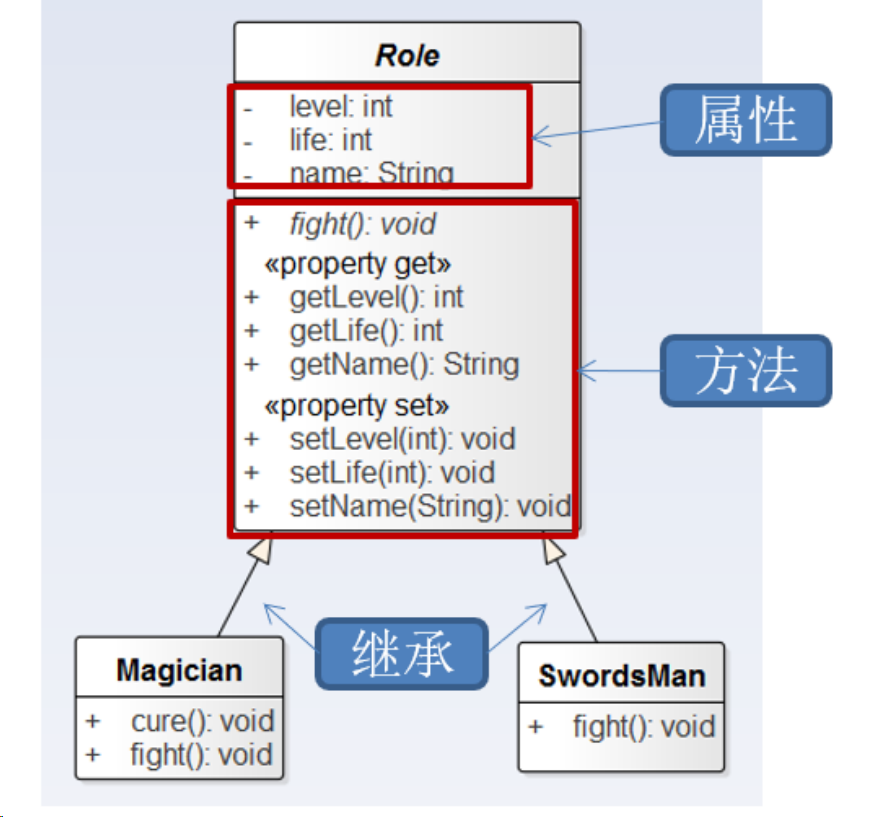 Role
- level: int
- life: int
- name: String
属性
+ fight(): void
«property get»
+ getLevel(): int
+ getLife(): int
+ getName(): String
方法
«property set»
+ setLevel(int): void
+ setLife(int): void
+ setName(String): void
继承
Magician
+ cure(): void
+ fight(): void
SwordsMan
+ fight(): void